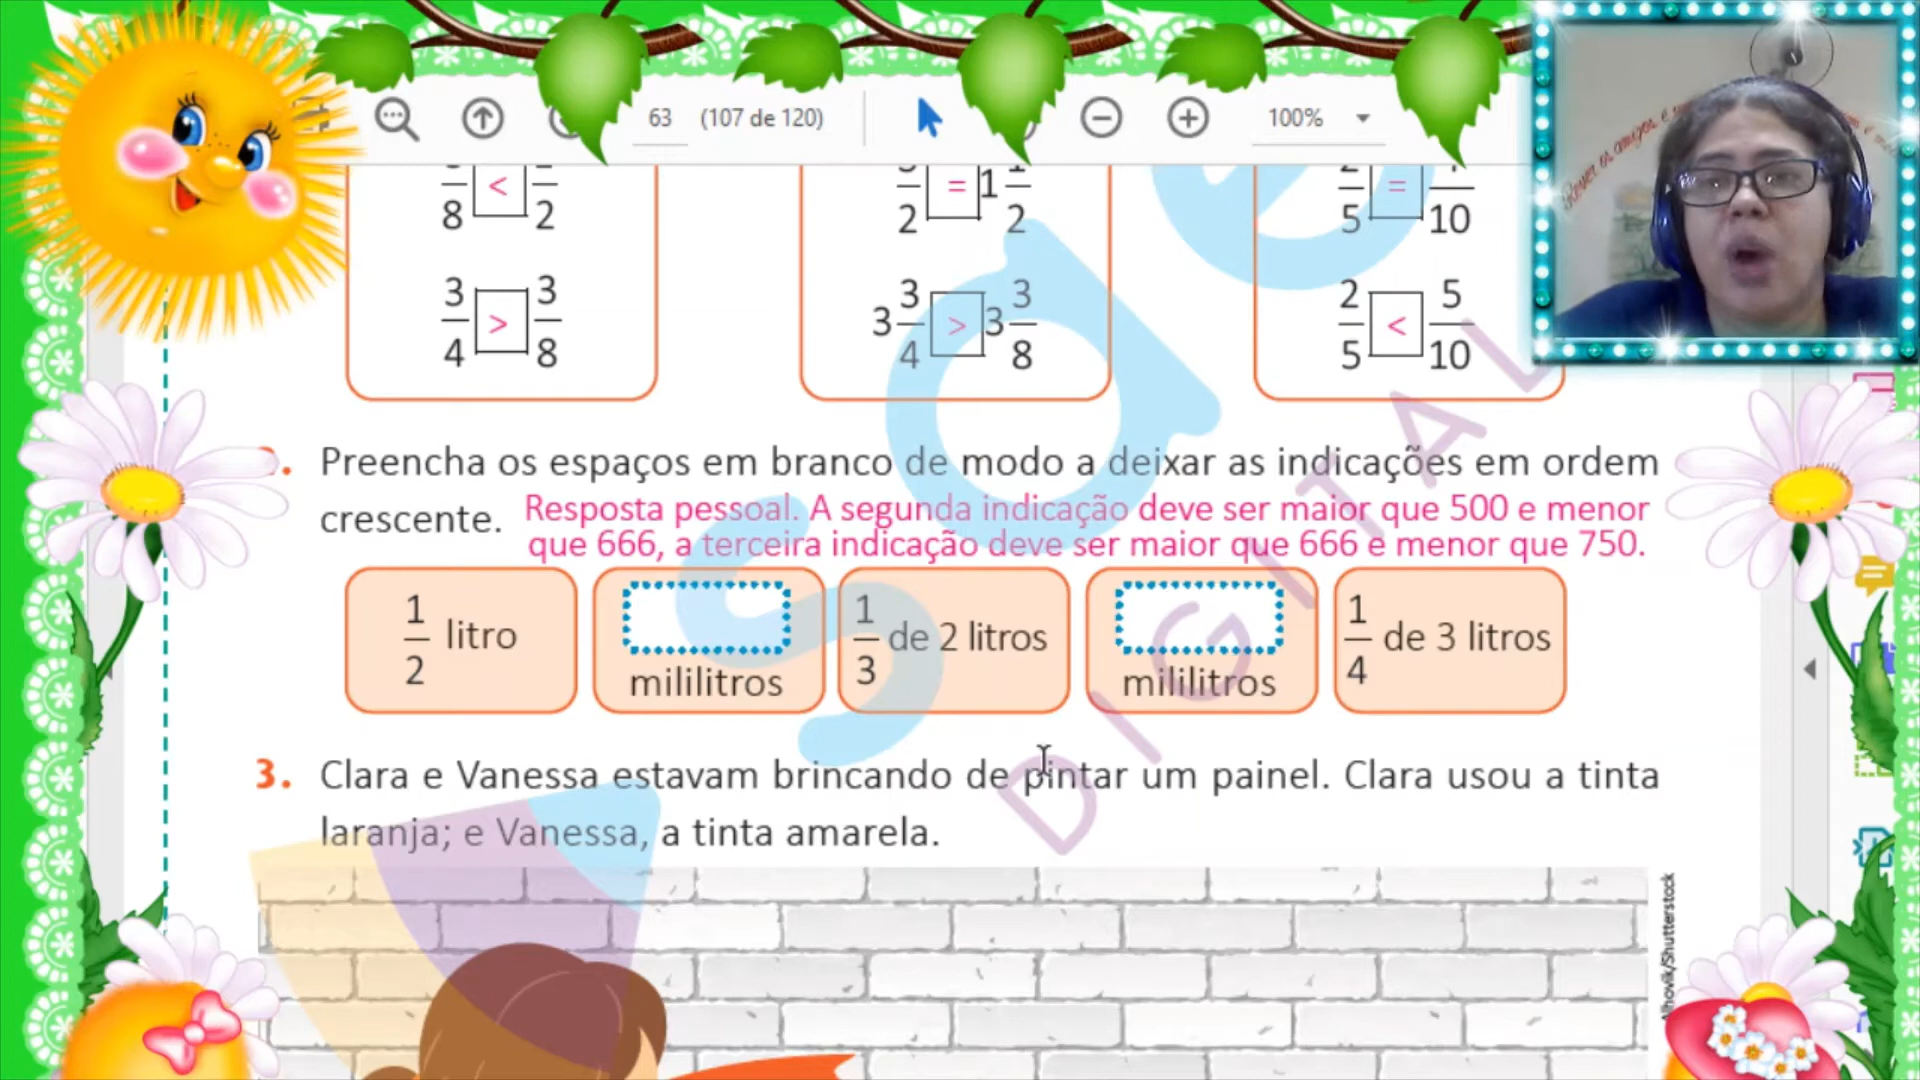 63 (107 de 120) 100%
8 < 2
2 = 1 2
5 = 10
3/4 > 3/8
3 3/4 > 3 3/8
2/5 < 5/10
Preencha os espaços em branco de modo a deixar as indicações em ordem
crescente. Resposta pessoal. A segunda indicação deve ser maior que 500 e menor
que 666, a terceira indicação deve ser maior que 666 e menor que 750.
1/2 litro
mililitros
1/3 de 2 litros
mililitros
1/4 de 3 litros
3. Clara e Vanessa estavam brincando de pintar um painel. Clara usou a tinta
laranja; e Vanessa, a tinta amarela.
sae
DIGITAL